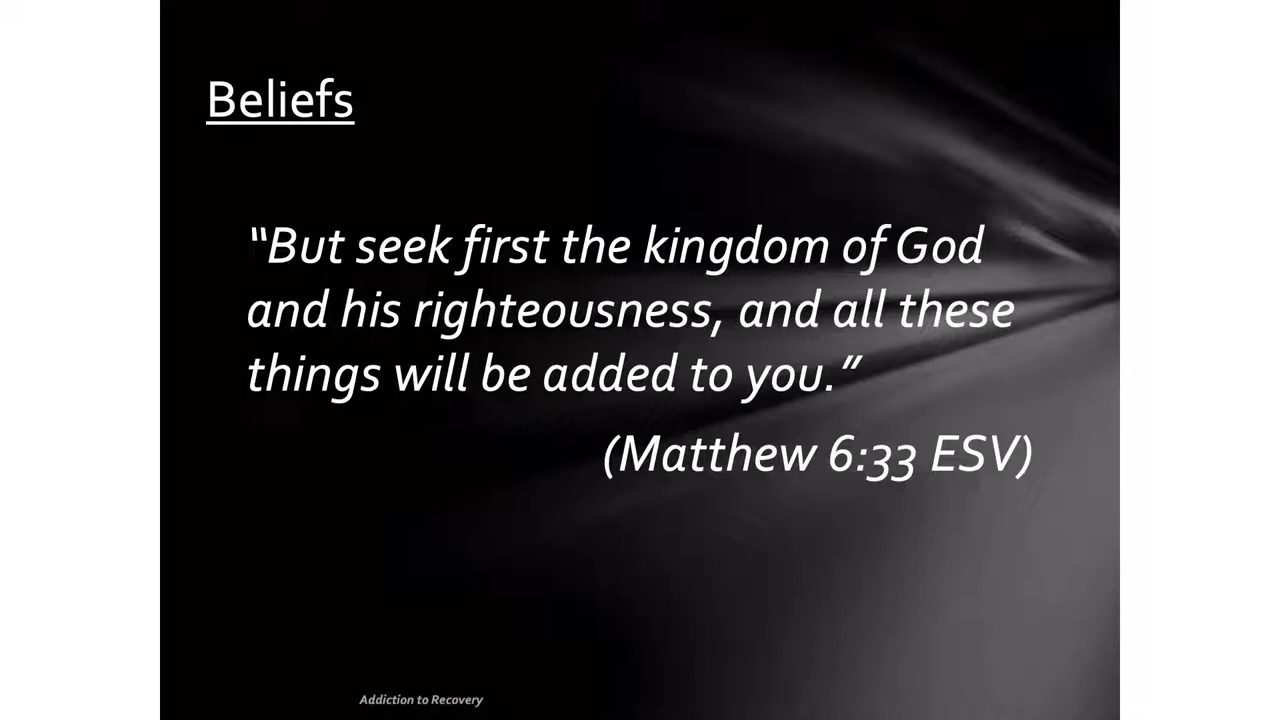 Beliefs
“But seek first the kingdom of God
and his righteousness, and all these
things will be added to you.”
(Matthew 6:33 ESV)
Addiction to Recovery